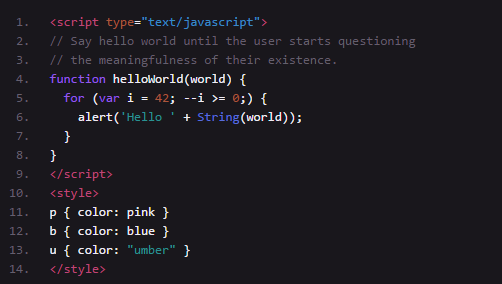 1. <script type="text/javascript">
2. // Say hello world until the user starts questioning
3. // the meaningfulness of their existence.
4. function helloWorld(world) {
5.   for (var i = 42; --i >= 0;) {
6.     alert('Hello ' + String(world));
7.   }
8. }
9. </script>
10. <style>
11. p { color: pink }
12. b { color: blue }
13. u { color: "umber" }
14. </style>